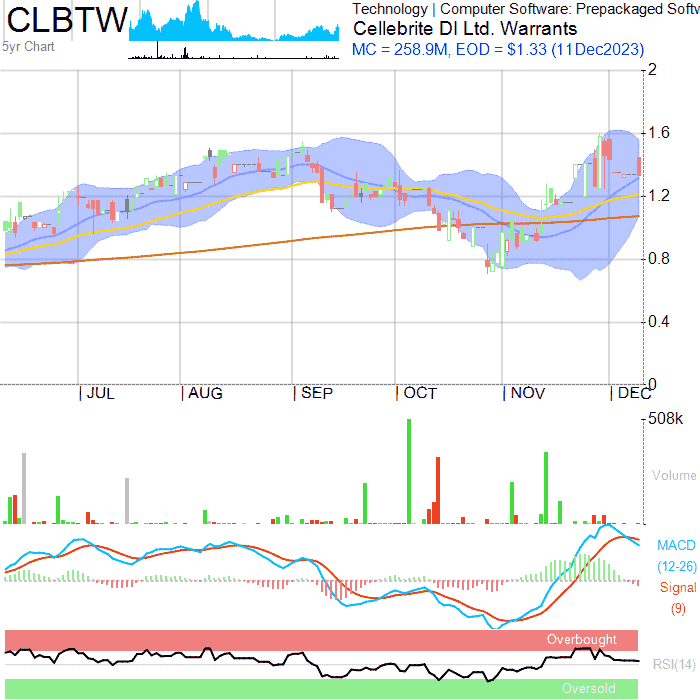 CLBTW
5yr Chart
Technology | Computer Software: Prepackaged Softw
Cellebrite DI Ltd. Warrants
MC = 258.9M, EOD = $1.33 (11Dec2023)
2
1.6
1.2
0.8
0.4
0
JUL
AUG
SEP
OCT
NOV
DEC
508k
Volume
MACD
(12-26)
Signal
(9)
Overbought
RSI(14)
Oversold